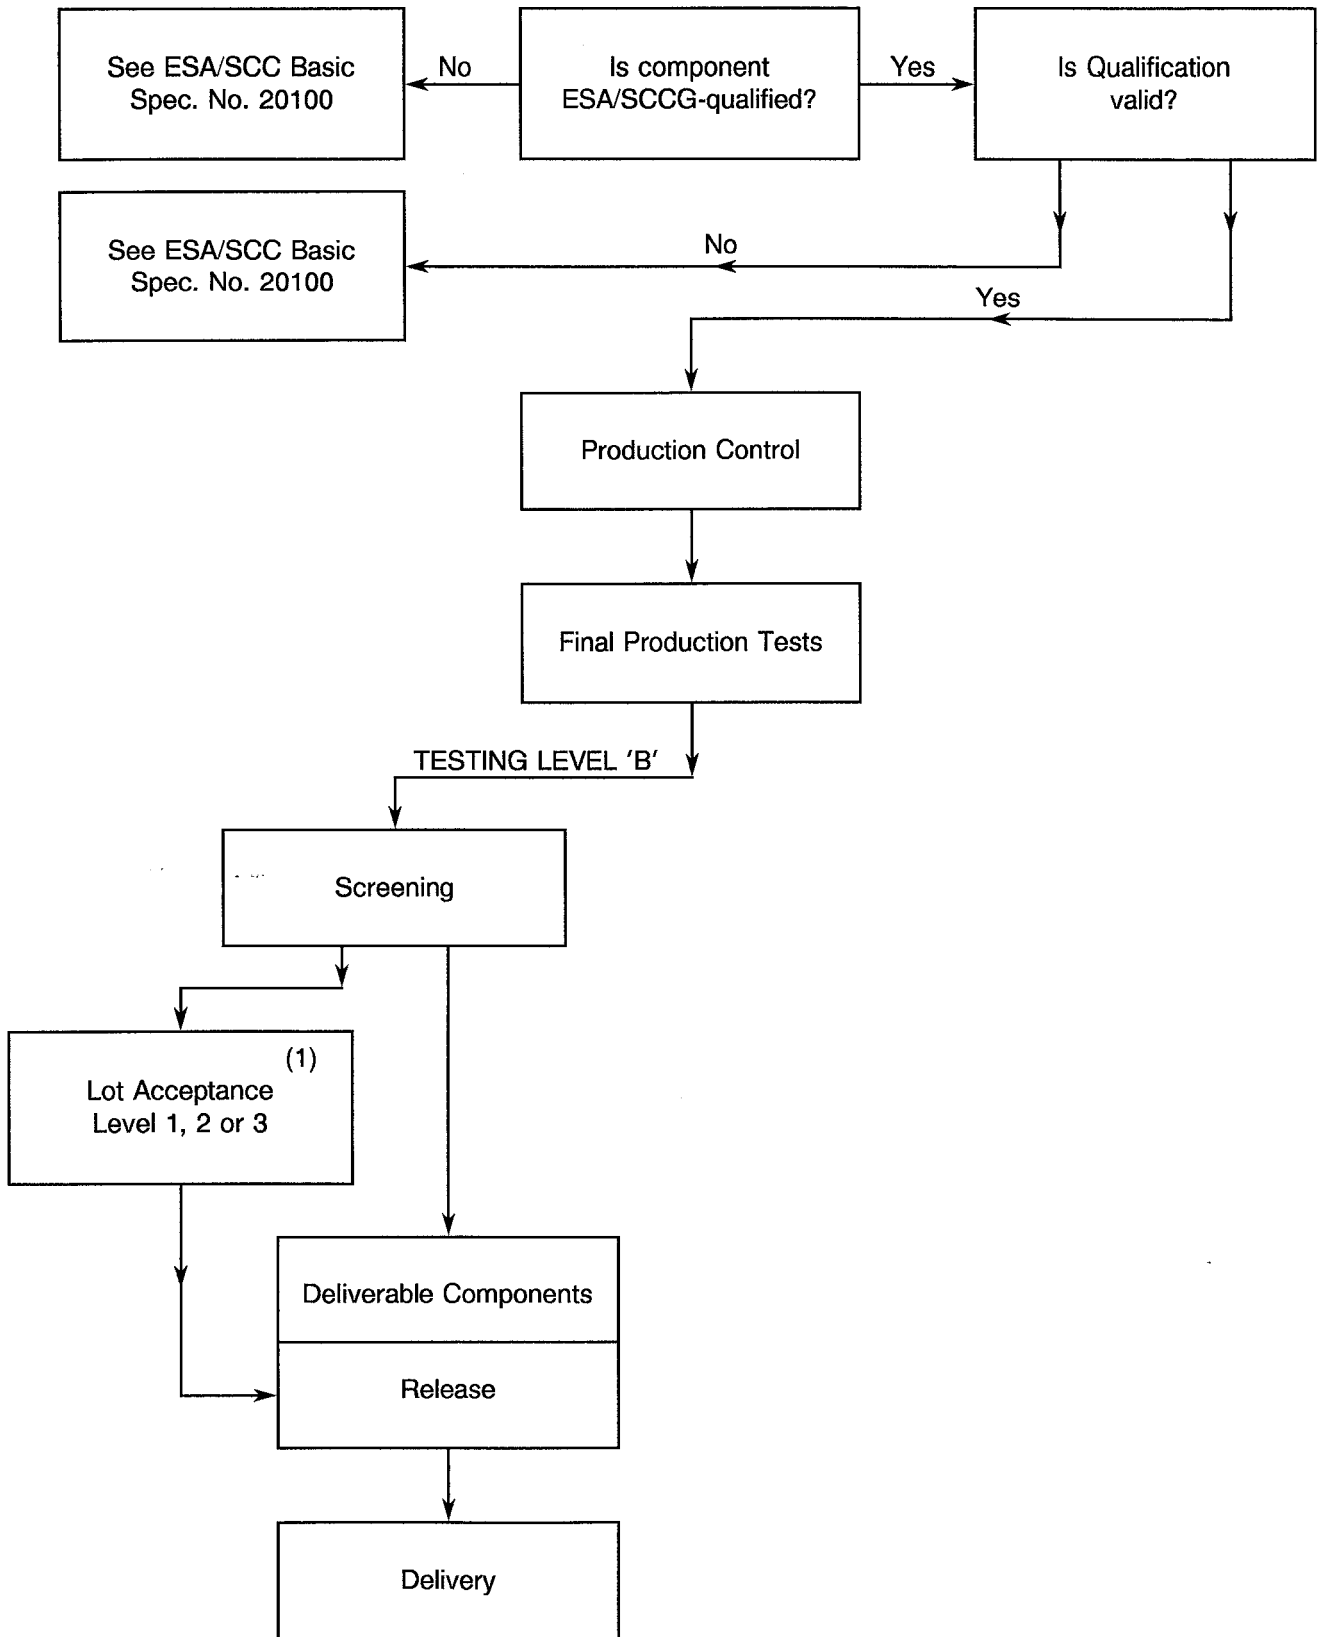 See ESA/SCC Basic
Spec. No. 20100
No
Is component
ESA/SCCG-qualified?
Yes
Is Qualification
valid?
See ESA/SCC Basic
Spec. No. 20100
No
Yes
Production Control
Final Production Tests
TESTING LEVEL 'B'
Screening
(1)
Lot Acceptance
Level 1, 2 or 3
Deliverable Components
Release
Delivery